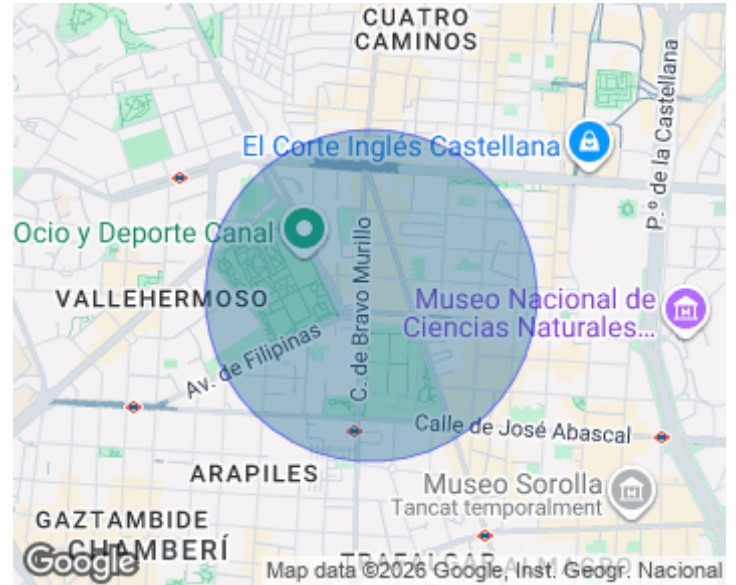 CUATRO
CAMINOS
El Corte Inglés Castellana
P.º de la Castellana
Ocio y Deporte Canal
C. de Bravo Murillo
VALLEHERMOSO
Museo Nacional de
Ciencias Naturales...
Av. de Filipinas
Calle de José Abascal
ARAPILES
Museo Sorolla
Tancat temporalment
GAZTAMBIDE
CHAMBERÍ
TRAFALGAR
ALMAGRO
Google
Map data ©2026 Google, Inst. Geogr. Nacional